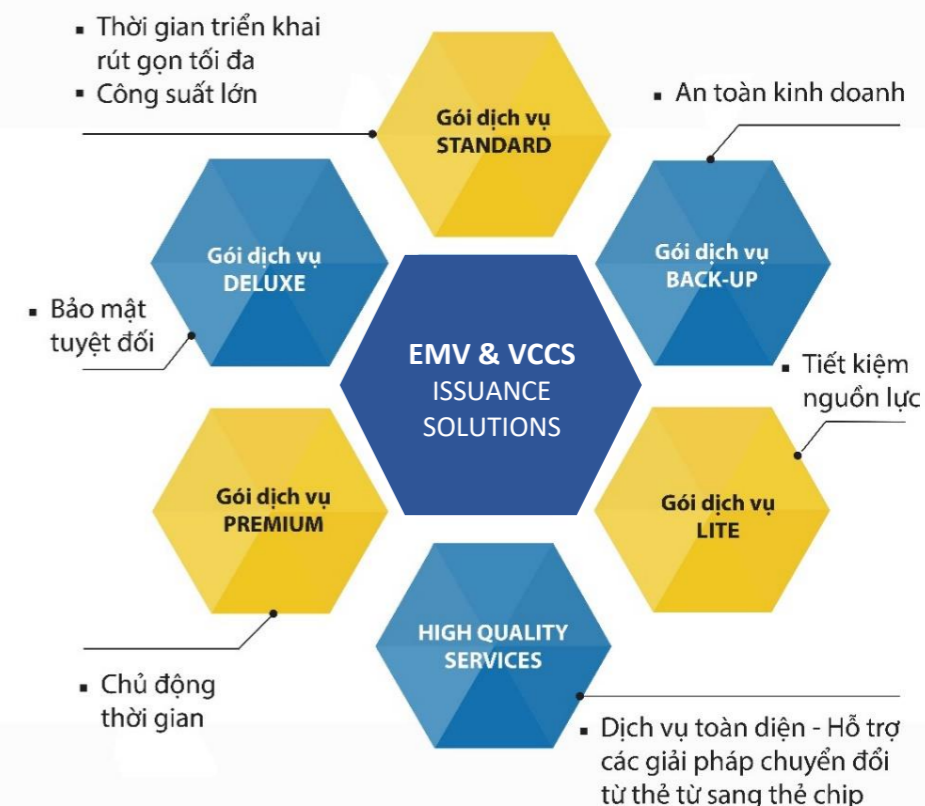 ▪ Thời gian triển khai
rút gọn tối đa
▪ Công suất lớn
Gói dịch vụ
STANDARD
▪ An toàn kinh doanh
Gói dịch vụ
DELUXE
Gói dịch vụ
BACK-UP
▪ Bảo mật
tuyệt đối
EMV & VCCS
ISSUANCE
SOLUTIONS
▪ Tiết kiệm
nguồn lực
Gói dịch vụ
PREMIUM
Gói dịch vụ
LITE
HIGH QUALITY
SERVICES
▪ Chủ động
thời gian
▪ Dịch vụ toàn diện - Hỗ trợ
các giải pháp chuyển đổi
từ thẻ từ sang thẻ chip